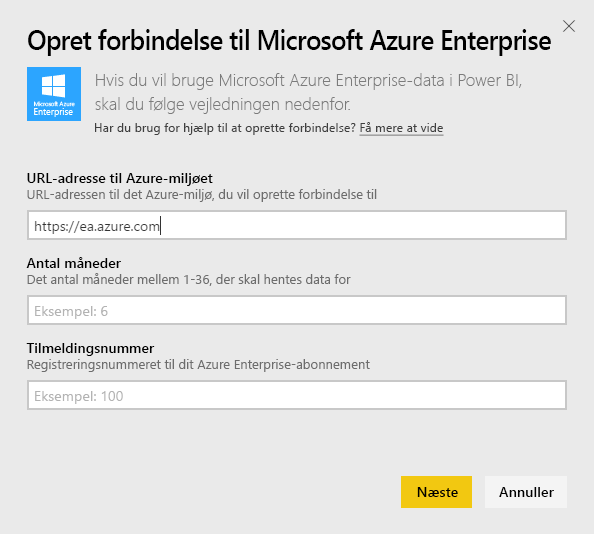 Opret forbindelse til Microsoft Azure Enterprise
Microsoft Azure
Enterprise
Hvis du vil bruge Microsoft Azure Enterprise-data i Power BI,
skal du følge vejledningen nedenfor.
Har du brug for hjælp til at oprette forbindelse? Få mere at vide
URL-adresse til Azure-miljøet
URL-adressen til det Azure-miljø, du vil oprette forbindelse til
https://ea.azure.com
Antal måneder
Det antal måneder mellem 1-36, der skal hentes data for
Eksempel: 6
Tilmeldingsnummer
Registreringsnummeret til dit Azure Enterprise-abonnement
Eksempel: 100
Næste
Annuller